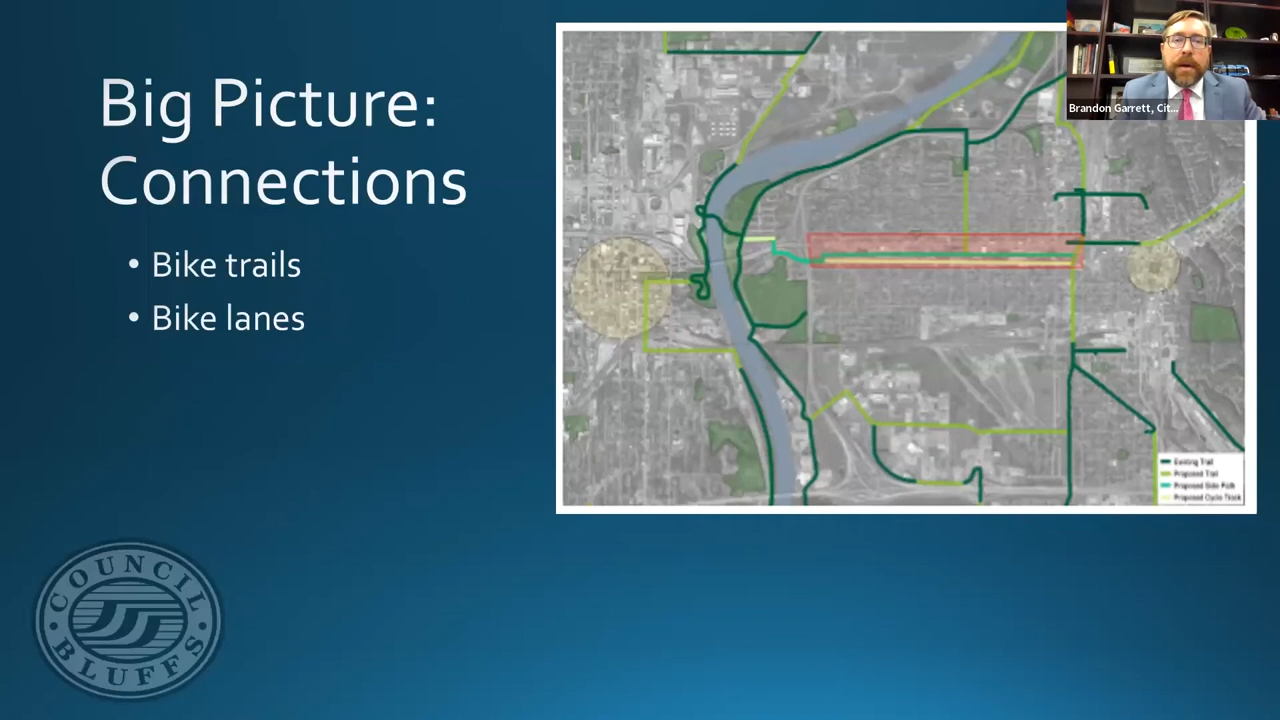 Big Picture:
Connections
• Bike trails
• Bike lanes
Brandon Garrett, Cit...
Existing Trail
Proposed Trail
Proposed Side Path
Proposed Cycle Track
COUNCIL
BLUFFS